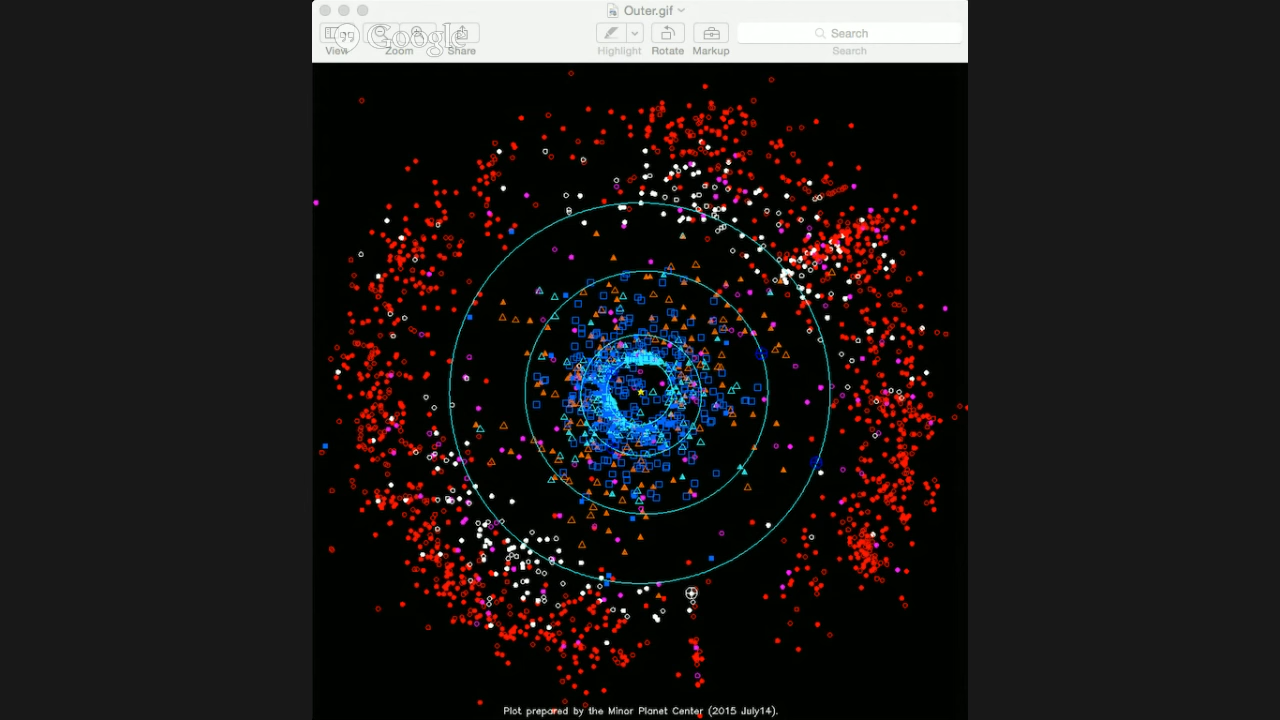 Outer.gif
Google
View Zoom Share Highlight Rotate Markup Search
Search
Plot prepared by the Minor Planet Center (2015 July14).